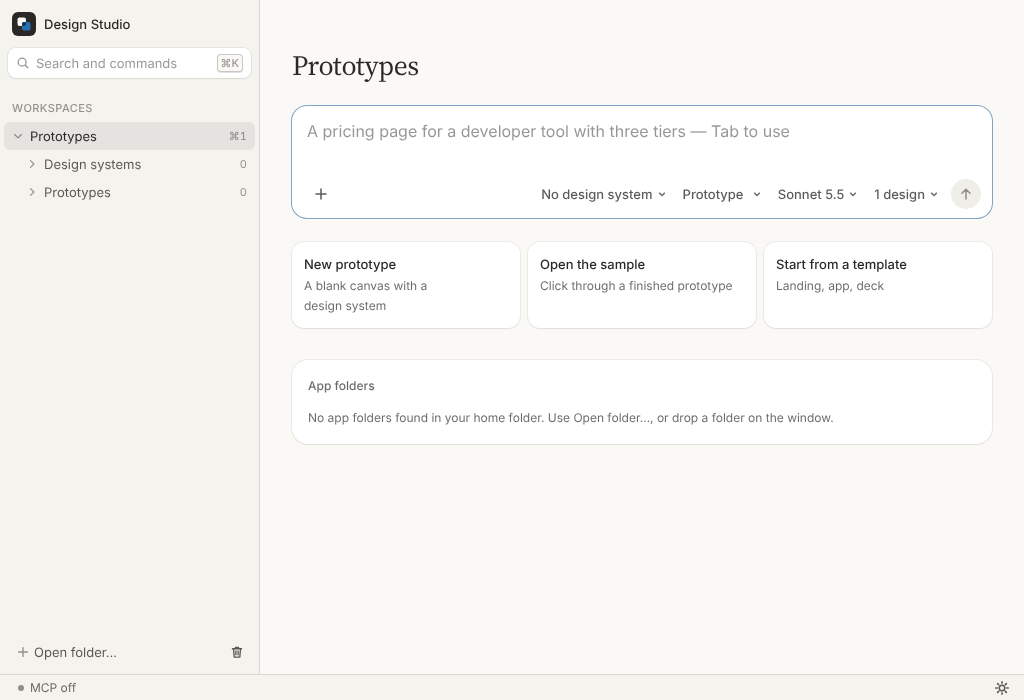 Design Studio
Search and commands ⌘K
WORKSPACES
Prototypes ⌘1
Design systems 0
Prototypes 0
Open folder...
MCP off
Prototypes
A pricing page for a developer tool with three tiers — Tab to use
No design system Prototype Sonnet 5.5 1 design
New prototype
A blank canvas with a
design system
Open the sample
Click through a finished prototype
Start from a template
Landing, app, deck
App folders
No app folders found in your home folder. Use Open folder..., or drop a folder on the window.